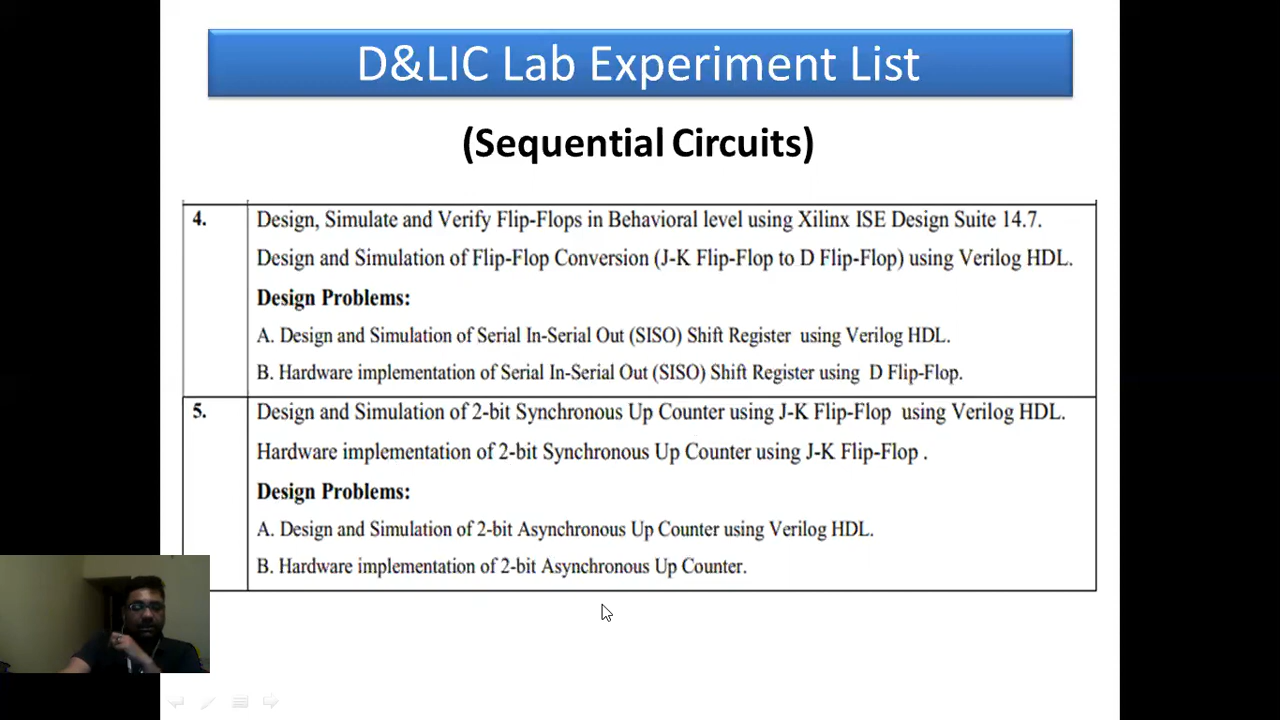 D&LIC Lab Experiment List
(Sequential Circuits)
4. Design, Simulate and Verify Flip-Flops in Behavioral level using Xilinx ISE Design Suite 14.7.
Design and Simulation of Flip-Flop Conversion (J-K Flip-Flop to D Flip-Flop) using Verilog HDL.
Design Problems:
A. Design and Simulation of Serial In-Serial Out (SISO) Shift Register using Verilog HDL.
B. Hardware implementation of Serial In-Serial Out (SISO) Shift Register using D Flip-Flop.
5. Design and Simulation of 2-bit Synchronous Up Counter using J-K Flip-Flop using Verilog HDL.
Hardware implementation of 2-bit Synchronous Up Counter using J-K Flip-Flop .
Design Problems:
A. Design and Simulation of 2-bit Asynchronous Up Counter using Verilog HDL.
B. Hardware implementation of 2-bit Asynchronous Up Counter.